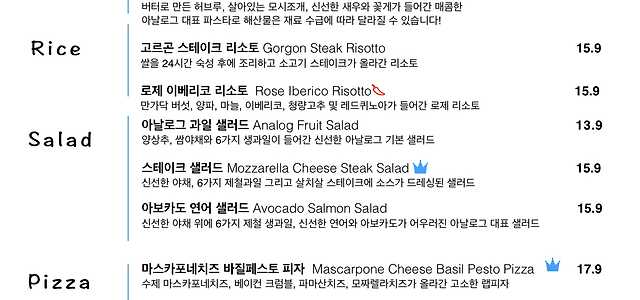 버터로 만든 허브루, 살아있는 모시조개, 신선한 새우와 꽃게가 들어간 매콤한
아날로그 대표 파스타로 해산물은 재료 수급에 따라 달라질 수 있습니다!
Rice
고르곤 스테이크 리소토 Gorgon Steak Risotto 15.9
쌀을 24시간 숙성 후에 조리하고 소고기 스테이크가 올라간 리소토
로제 이베리코 리소토 Rose Iberico Risotto 15.9
만가닥 버섯, 양파, 마늘, 이베리코, 청량고추 및 레드퀴노아가 들어간 로제 리소토
Salad
아날로그 과일 샐러드 Analog Fruit Salad 13.9
양상추, 쌈야채와 6가지 생과일이 들어간 신선한 아날로그 기본 샐러드
스테이크 샐러드 Mozzarella Cheese Steak Salad 15.9
신선한 야채, 6가지 제철과일 그리고 살치살 스테이크에 소스가 드레싱된 샐러드
아보카도 연어 샐러드 Avocado Salmon Salad 15.9
신선한 야채 위에 6가지 제철 생과일, 신선한 연어와 아보카도가 어우러진 아날로그 대표 샐러드
Pizza
마스카포네치즈 바질페스토 피자 Mascarpone Cheese Basil Pesto Pizza 17.9
수제 마스카포네치즈, 베이컨 크럼블, 파마산치즈, 모짜렐라치즈가 올라간 고소한 랩피자